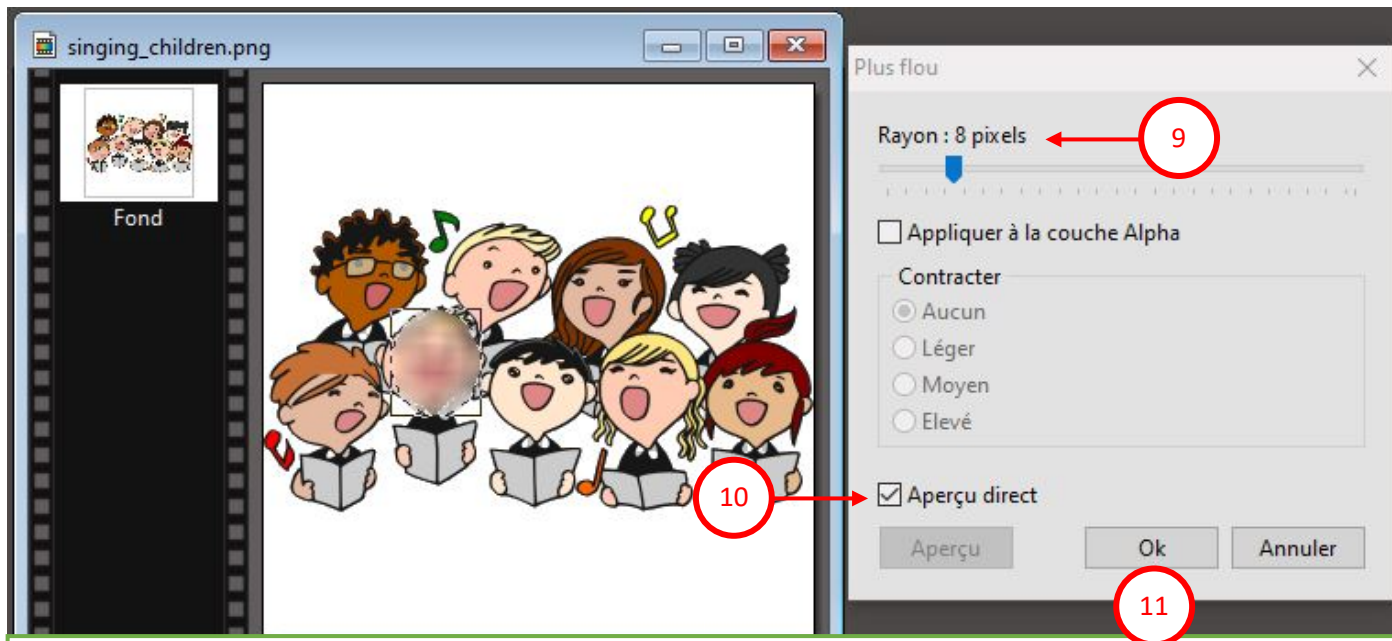 singing_children.png
Fond
Plus flou
Rayon : 8 pixels
9
Appliquer à la couche Alpha
Contracter
Aucun
Léger
Moyen
Elevé
10
Aperçu direct
Aperçu
Ok
Annuler
11